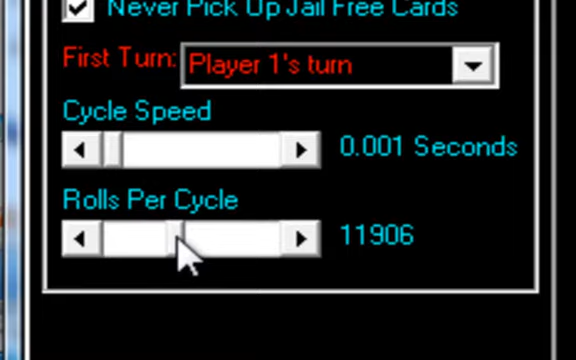 Never Pick Up Jail Free Cards
First Turn: Player 1's turn
Cycle Speed
0.001 Seconds
Rolls Per Cycle
11906